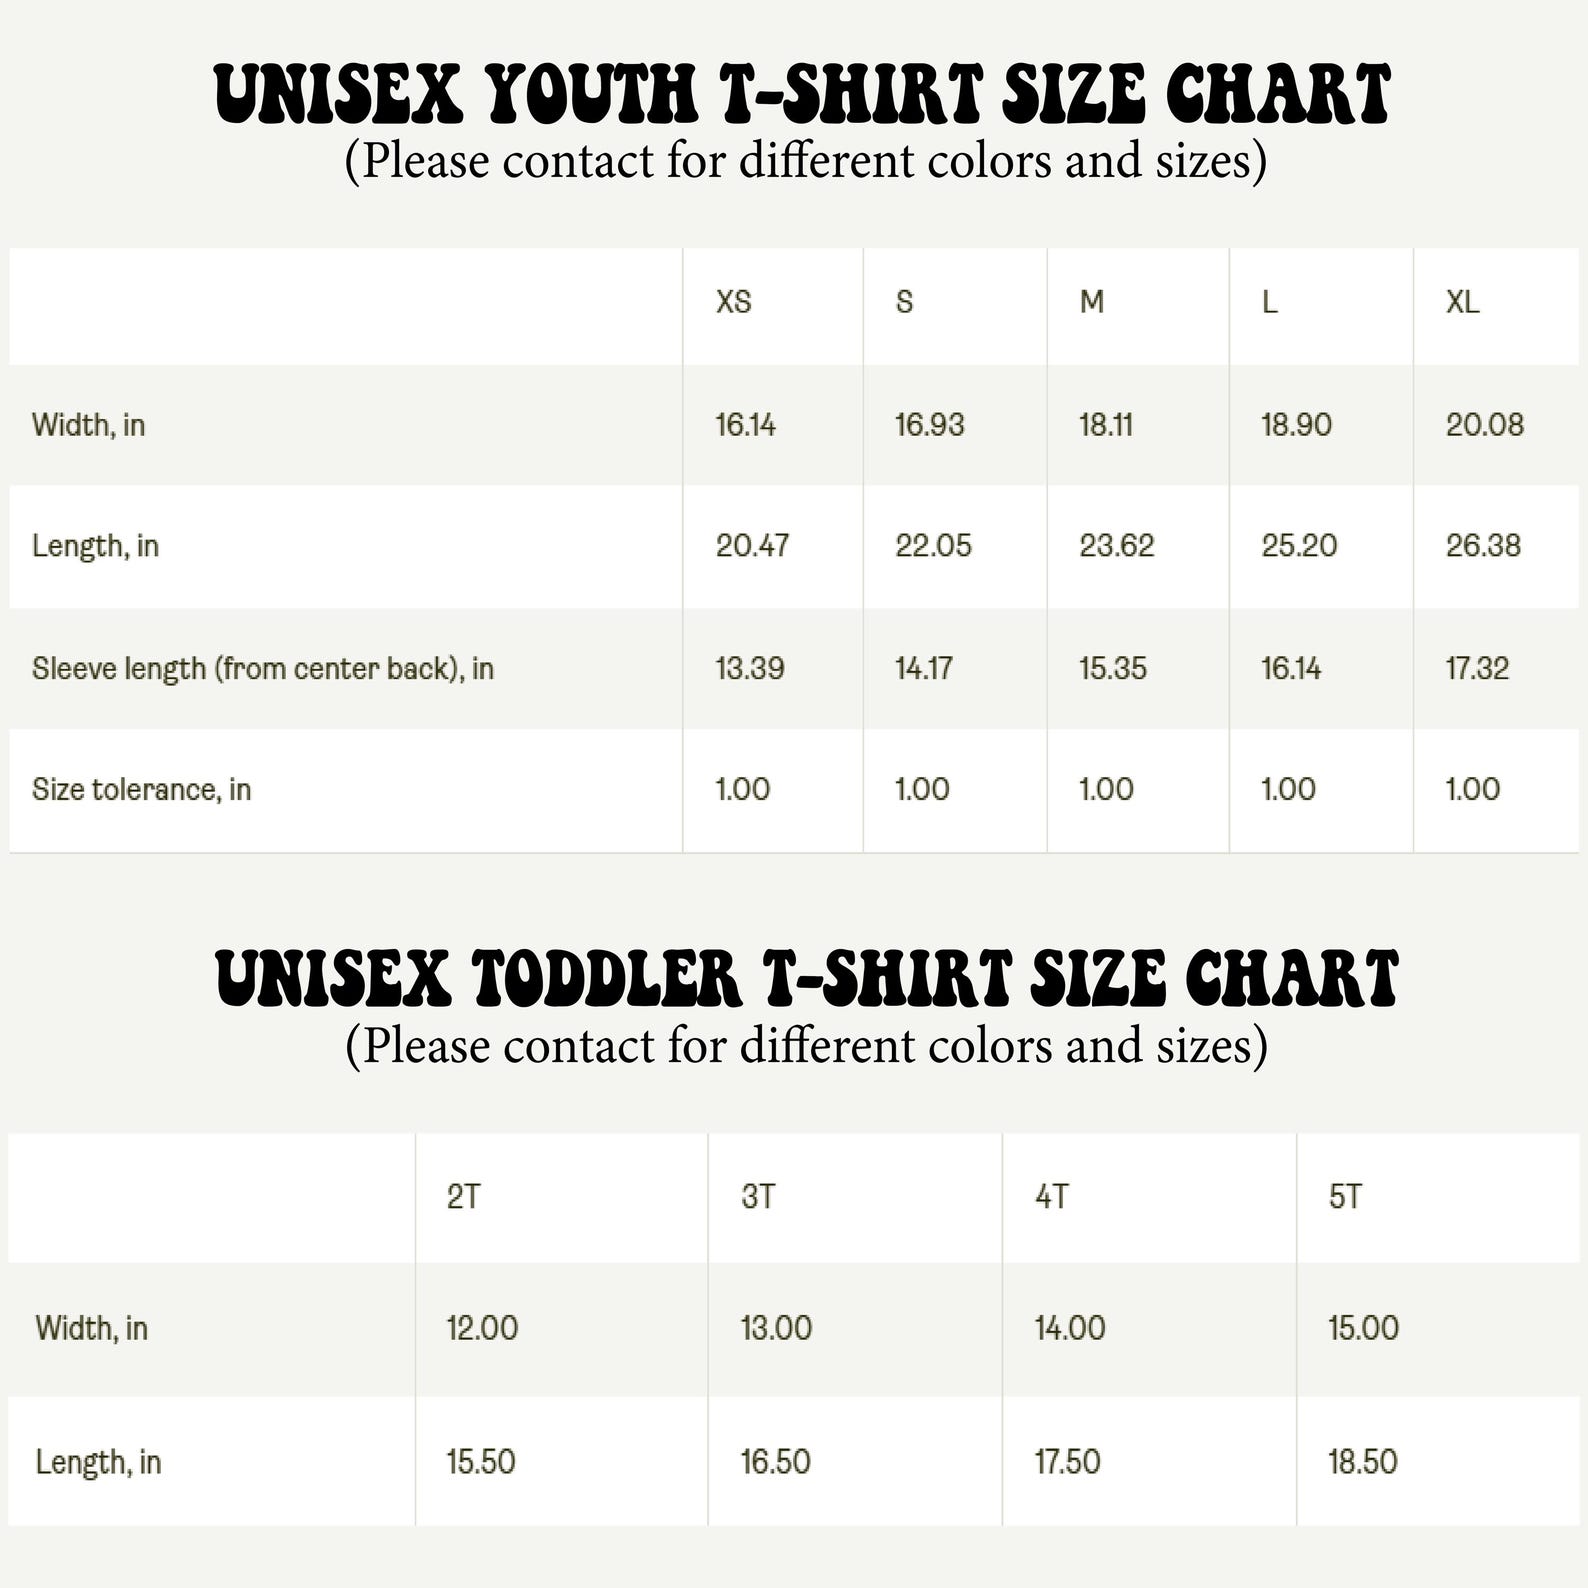 UNISEX YOUTH T-SHIRT SIZE CHART
(Please contact for different colors and sizes)
XS S M L XL
Width, in 16.14 16.93 18.11 18.90 20.08
Length, in 20.47 22.05 23.62 25.20 26.38
Sleeve length (from center back), in 13.39 14.17 15.35 16.14 17.32
Size tolerance, in 1.00 1.00 1.00 1.00 1.00
UNISEX TODDLER T-SHIRT SIZE CHART
(Please contact for different colors and sizes)
2T 3T 4T 5T
Width, in 12.00 13.00 14.00 15.00
Length, in 15.50 16.50 17.50 18.50